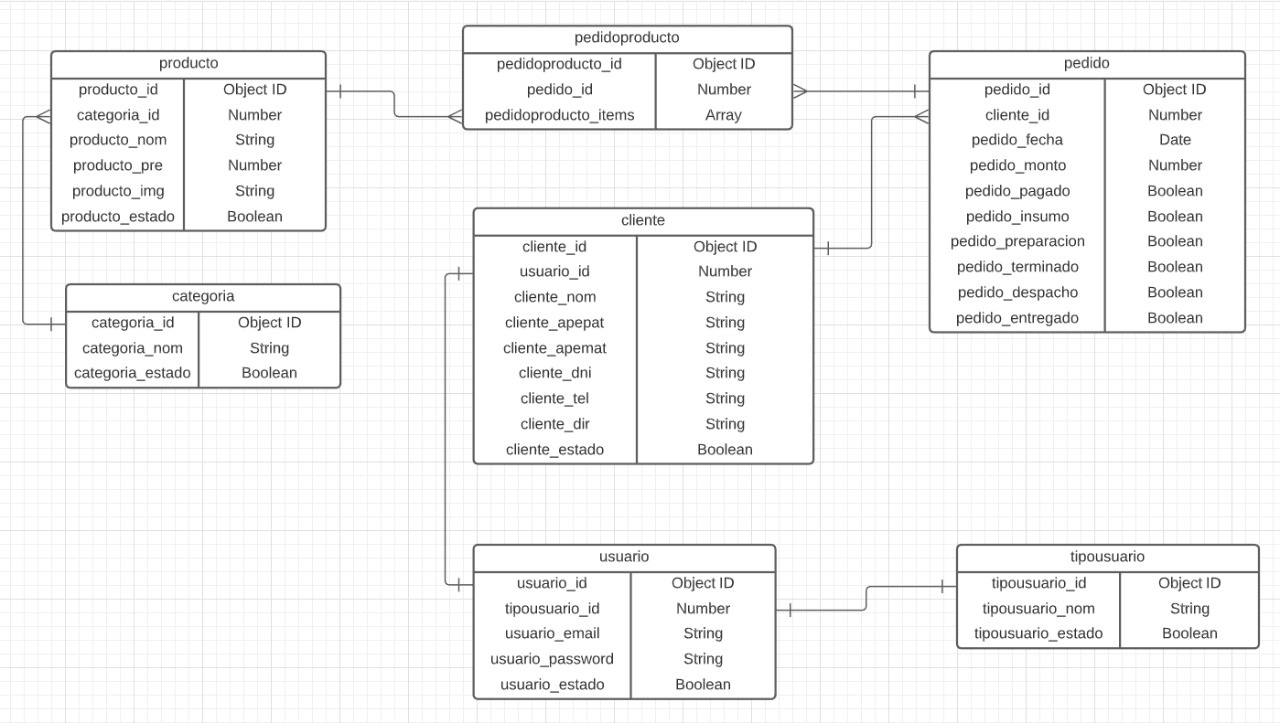 producto
producto_id Object ID
categoria_id Number
producto_nom String
producto_pre Number
producto_img String
producto_estado Boolean
pedidoproducto
pedidoproducto_id Object ID
pedido_id Number
pedidoproducto_items Array
pedido
pedido_id Object ID
cliente_id Number
pedido_fecha Date
pedido_monto Number
pedido_pagado Boolean
pedido_insumo Boolean
pedido_preparacion Boolean
pedido_terminado Boolean
pedido_despacho Boolean
pedido_entregado Boolean
categoria
categoria_id Object ID
categoria_nom String
categoria_estado Boolean
cliente
cliente_id Object ID
usuario_id Number
cliente_nom String
cliente_apepat String
cliente_apemat String
cliente_dni String
cliente_tel String
cliente_dir String
cliente_estado Boolean
usuario
usuario_id Object ID
tipousuario_id Number
usuario_email String
usuario_password String
usuario_estado Boolean
tipousuario
tipousuario_id Object ID
tipousuario_nom String
tipousuario_estado Boolean